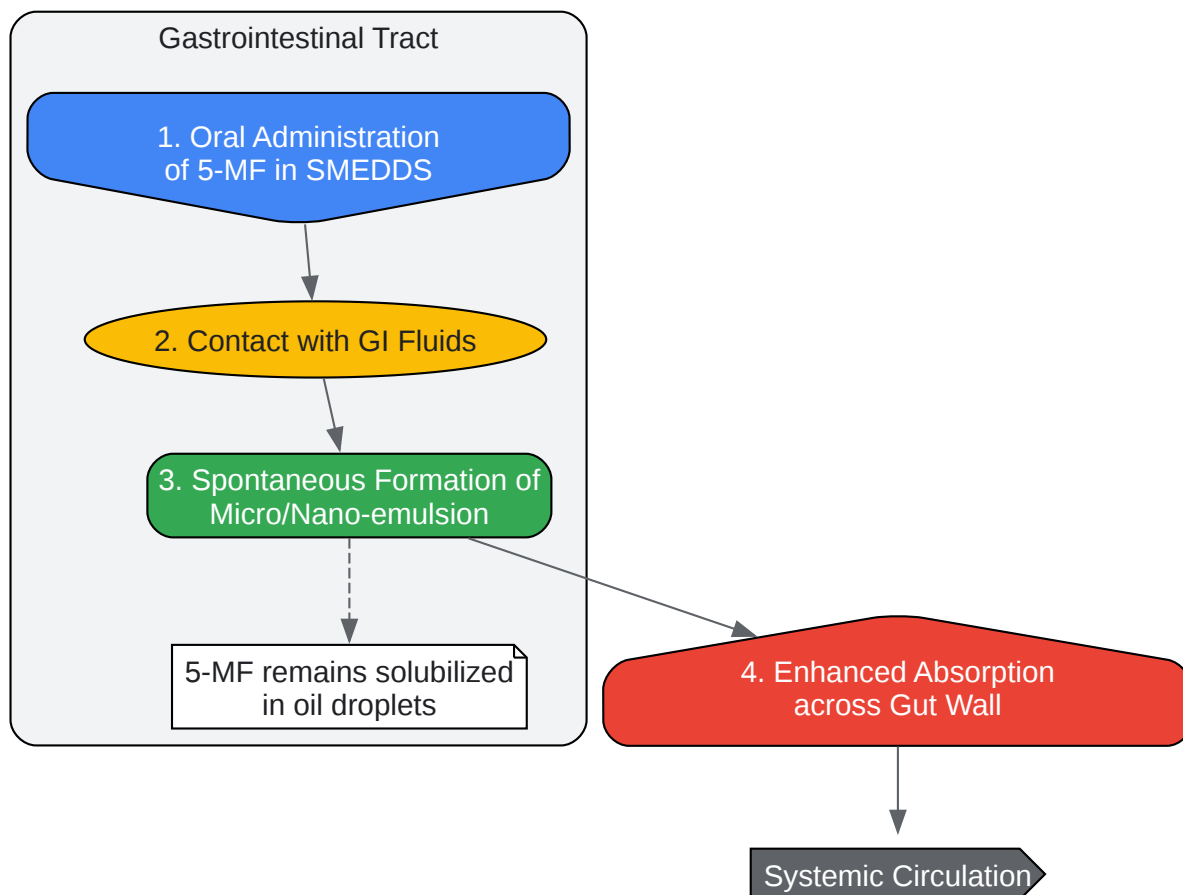 Gastrointestinal Tract
1. Oral Administration
of 5-MF in SMEDDS
2. Contact with GI Fluids
3. Spontaneous Formation of
Micro/Nano-emulsion
5-MF remains solubilized
in oil droplets
4. Enhanced Absorption
across Gut Wall
Systemic Circulation